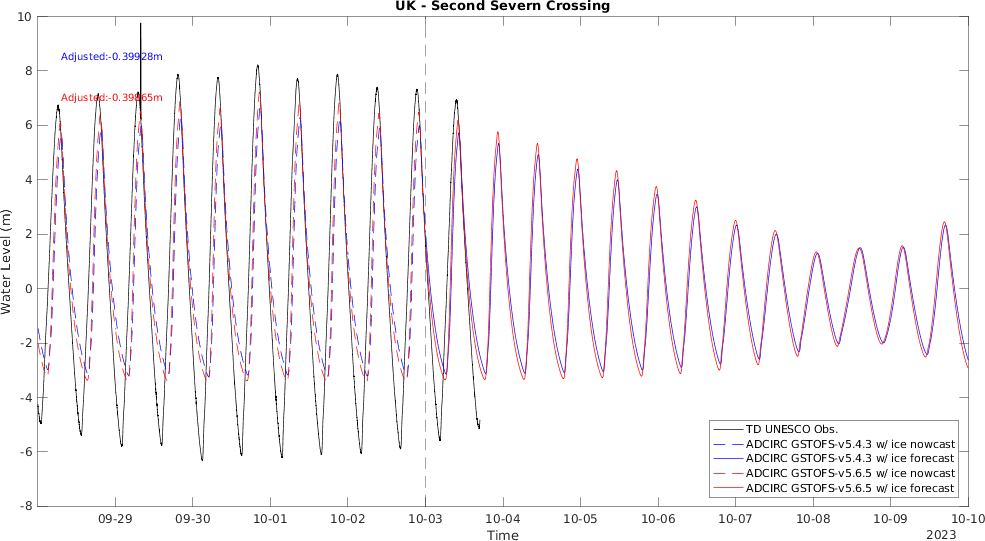 UK - Second Severn Crossing
10
8
6
4
2
0
-2
-4
-6
-8
Water Level (m)
Adjusted:-0.39928m
Adjusted:-0.39865m
TD UNESCO Obs.
ADCIRC GSTOFS-v5.4.3 w/ ice nowcast
ADCIRC GSTOFS-v5.4.3 w/ ice forecast
ADCIRC GSTOFS-v5.6.5 w/ ice nowcast
ADCIRC GSTOFS-v5.6.5 w/ ice forecast
09-29 09-30 10-01 10-02 10-03 10-04 10-05 10-06 10-07 10-08 10-09 10-10
Time
2023